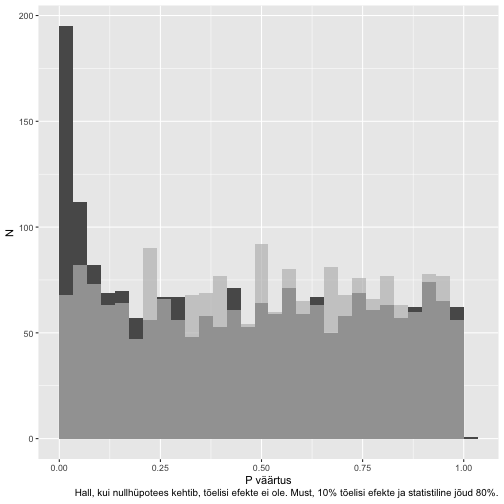 200
150
100
50
0
N
0.00 0.25 0.50 0.75 1.00
P väärtus
Hall, kui nullhüpotees kehtib, tõelisi efekte ei ole. Must, 10% tõelisi efekte ja statistiline jõud 80%.